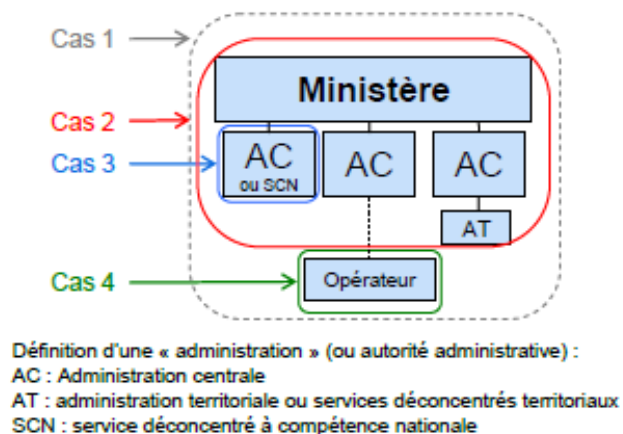 Cas 1
Ministère
Cas 2
Cas 3
AC
ou SCN
AC
AC
AT
Cas 4
Opérateur
Définition d'une « administration » (ou autorité administrative) :
AC : Administration centrale
AT : administration territoriale ou services déconcentrés territoriaux
SCN : service déconcentré à compétence nationale